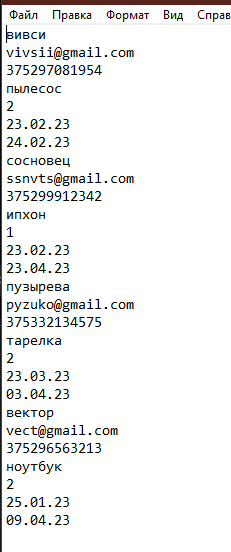 Файл Правка Формат Вид Справ
вивси
vivsii@gmail.com
375297081954
пылесос
2
23.02.23
24.02.23
сосновец
ssnvts@gmail.com
375299912342
ипхон
1
23.02.23
23.04.23
пузырева
pyzuko@gmail.com
375332134575
тарелка
2
23.03.23
03.04.23
вектор
vect@gmail.com
375296563213
ноутбук
2
25.01.23
09.04.23